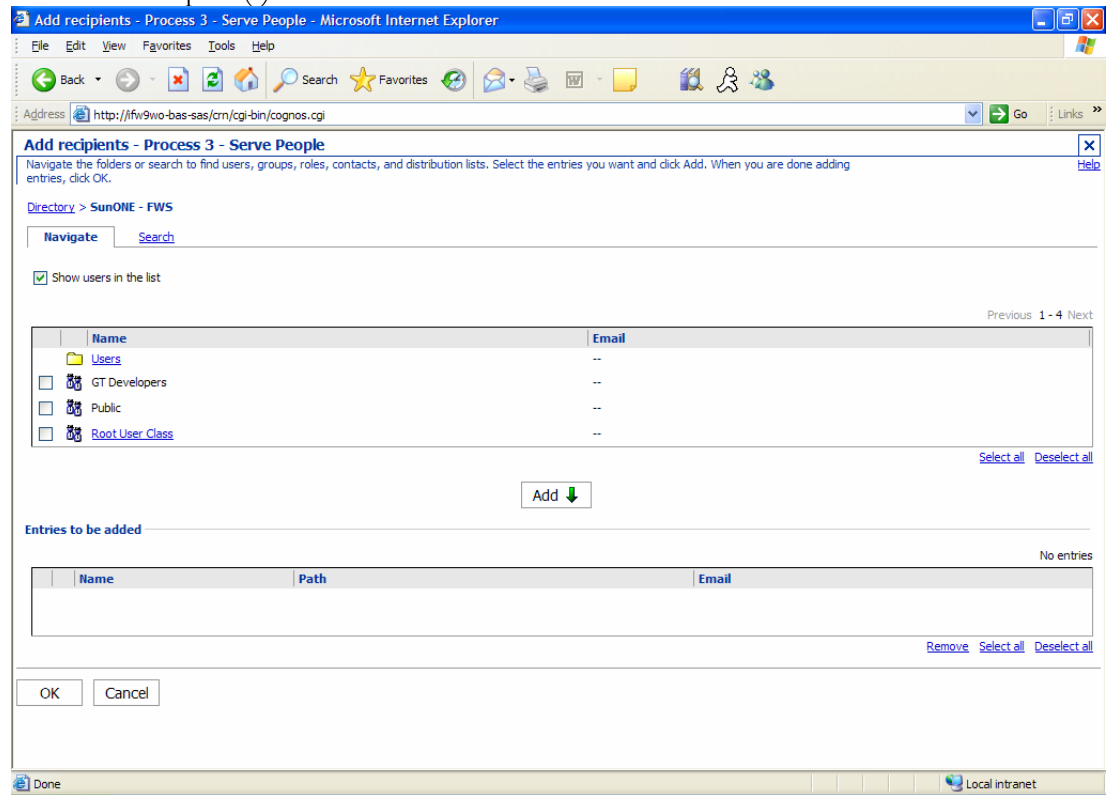 Add recipients - Process 3 - Serve People - Microsoft Internet Explorer
File Edit View Favorites Tools Help
Back Search Favorites
Address http://ifw9wo-bas-sas/crn/cgi-bin/cognos.cgi Go Links »
Add recipients - Process 3 - Serve People
Navigate the folders or search to find users, groups, roles, contacts, and distribution lists. Select the entries you want and click Add. When you are done adding Help
entries, click OK.
Directory > SunONE - FWS
Navigate Search
Show users in the list
Previous 1 - 4 Next
Name Email
Users --
GT Developers --
Public --
Root User Class --
Select all Deselect all
Add
Entries to be added
No entries
Name Path Email
Remove Select all Deselect all
OK Cancel
Done Local intranet